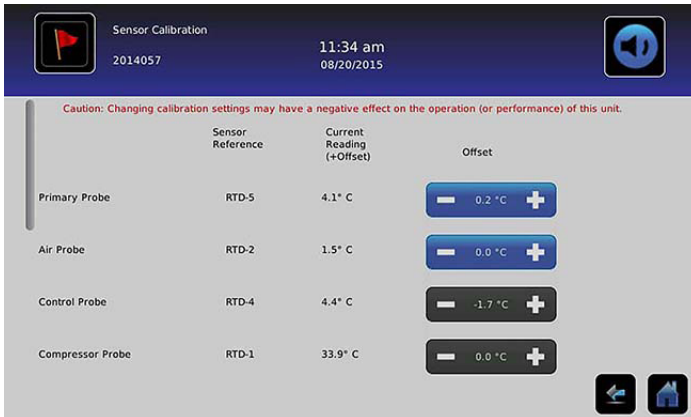 Sensor Calibration
2014057
11:34 am
08/20/2015
Caution: Changing calibration settings may have a negative effect on the operation (or performance) of this unit.
Sensor
Reference
Current
Reading
(+Offset)
Offset
Primary Probe RTD-5 4.1° C − 0.2 °C +
Air Probe RTD-2 1.5° C − 0.0 °C +
Control Probe RTD-4 4.4° C − -1.7 °C +
Compressor Probe RTD-1 33.9° C − 0.0 °C +